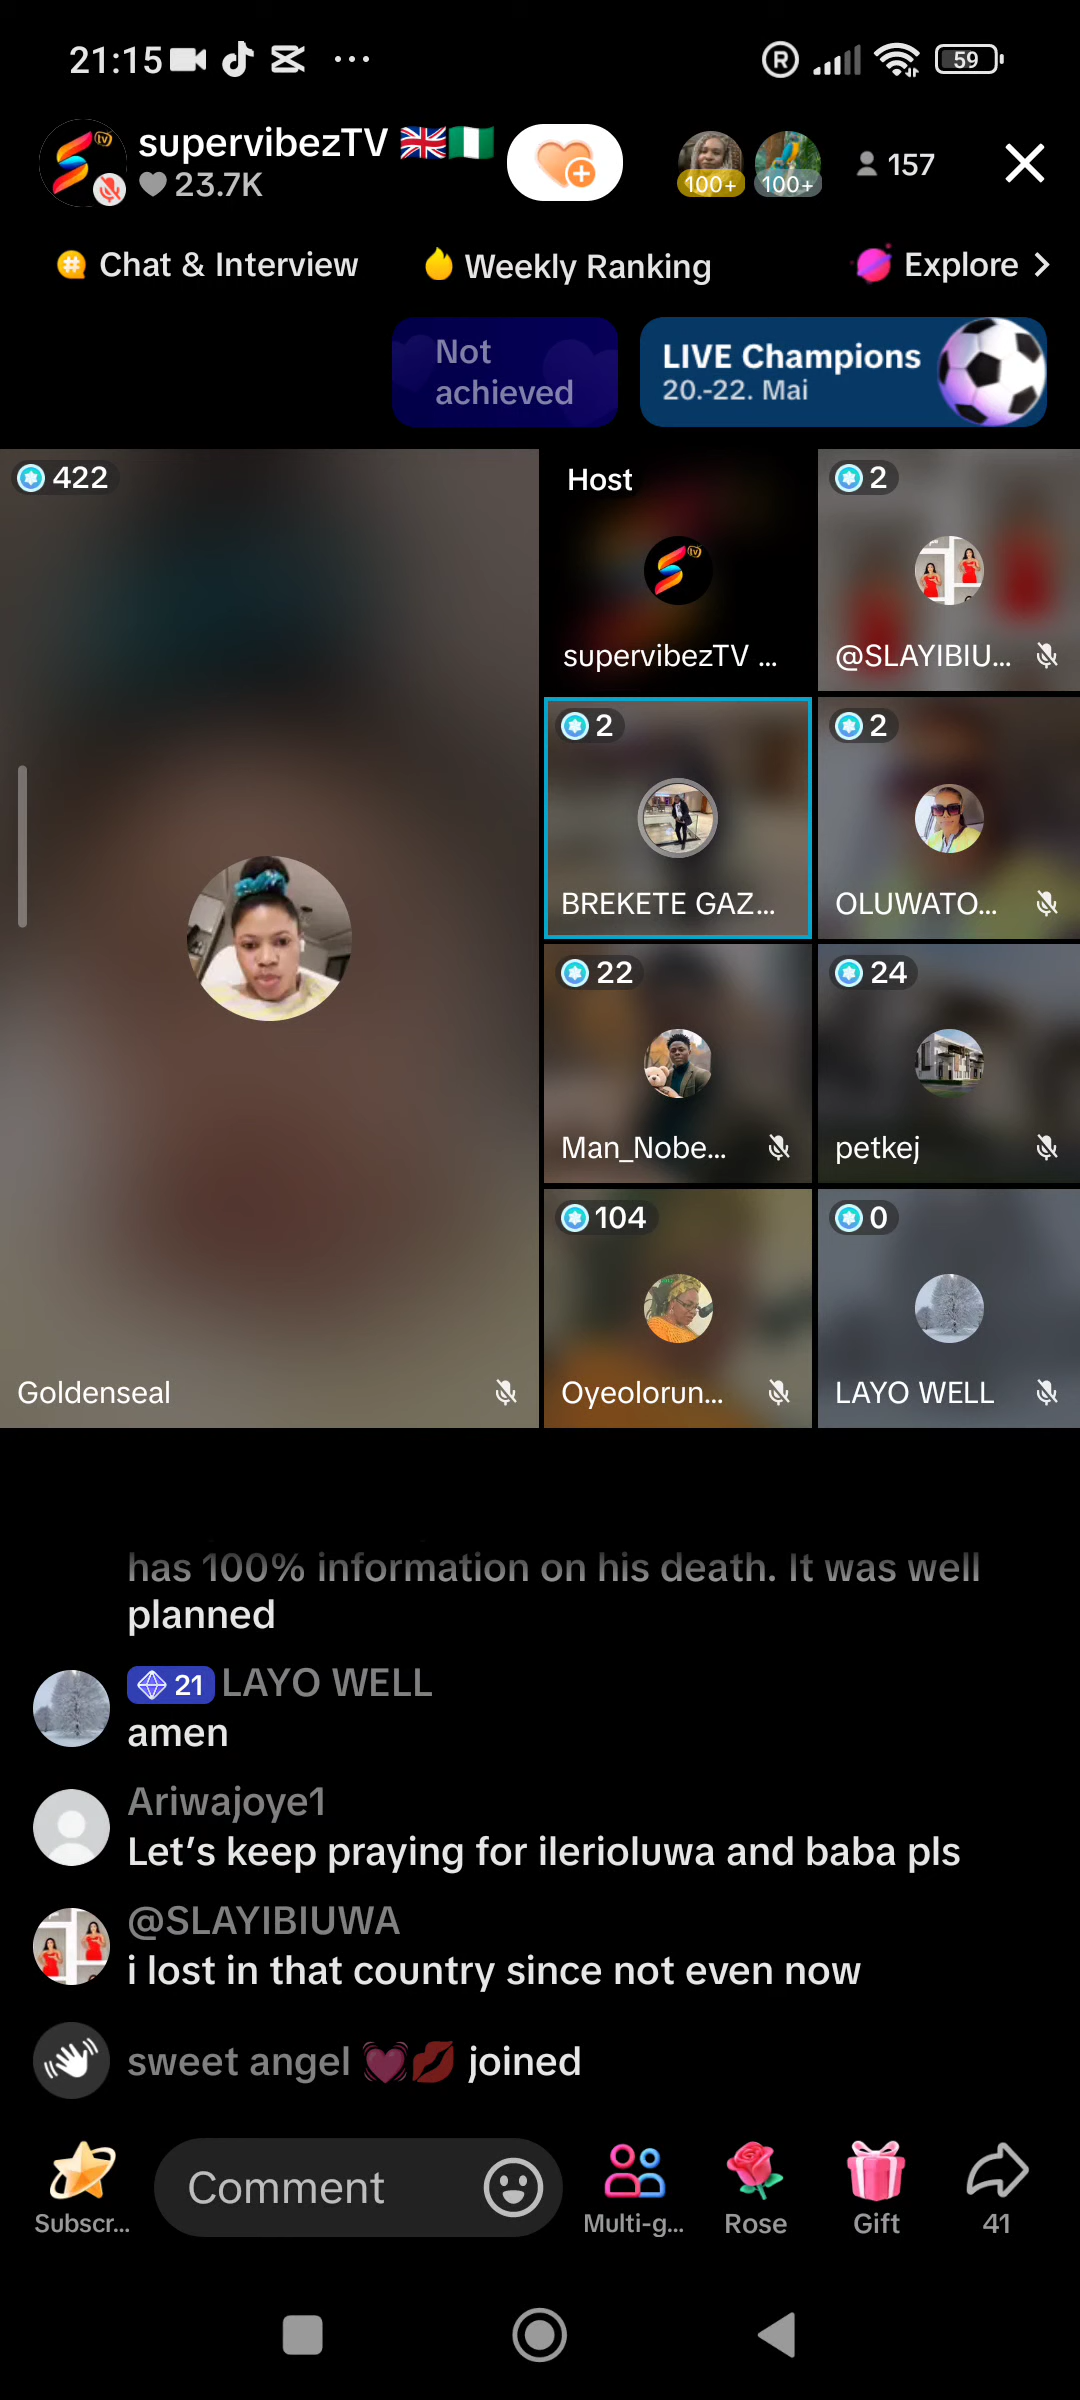 21:15
59
supervibezTV 🇬🇧🇳🇬
23.7K
100+
100+
157
Chat & Interview
Weekly Ranking
Explore
Not
achieved
LIVE Champions
20.-22. Mai
422
Host
2
supervibezTV ...
@SLAYIBIU...
2
2
BREKETE GAZ...
OLUWATO...
22
24
Man_Nobe...
petkej
104
0
Goldenseal
Oyeolorun...
LAYO WELL
has 100% information on his death. It was well
planned
21 LAYO WELL
amen
Ariwajoye1
Let’s keep praying for ilerioluwa and baba pls
@SLAYIBIUWA
i lost in that country since not even now
sweet angel 💓💋 joined
Comment
Subscr...
Multi-g...
Rose
Gift
41